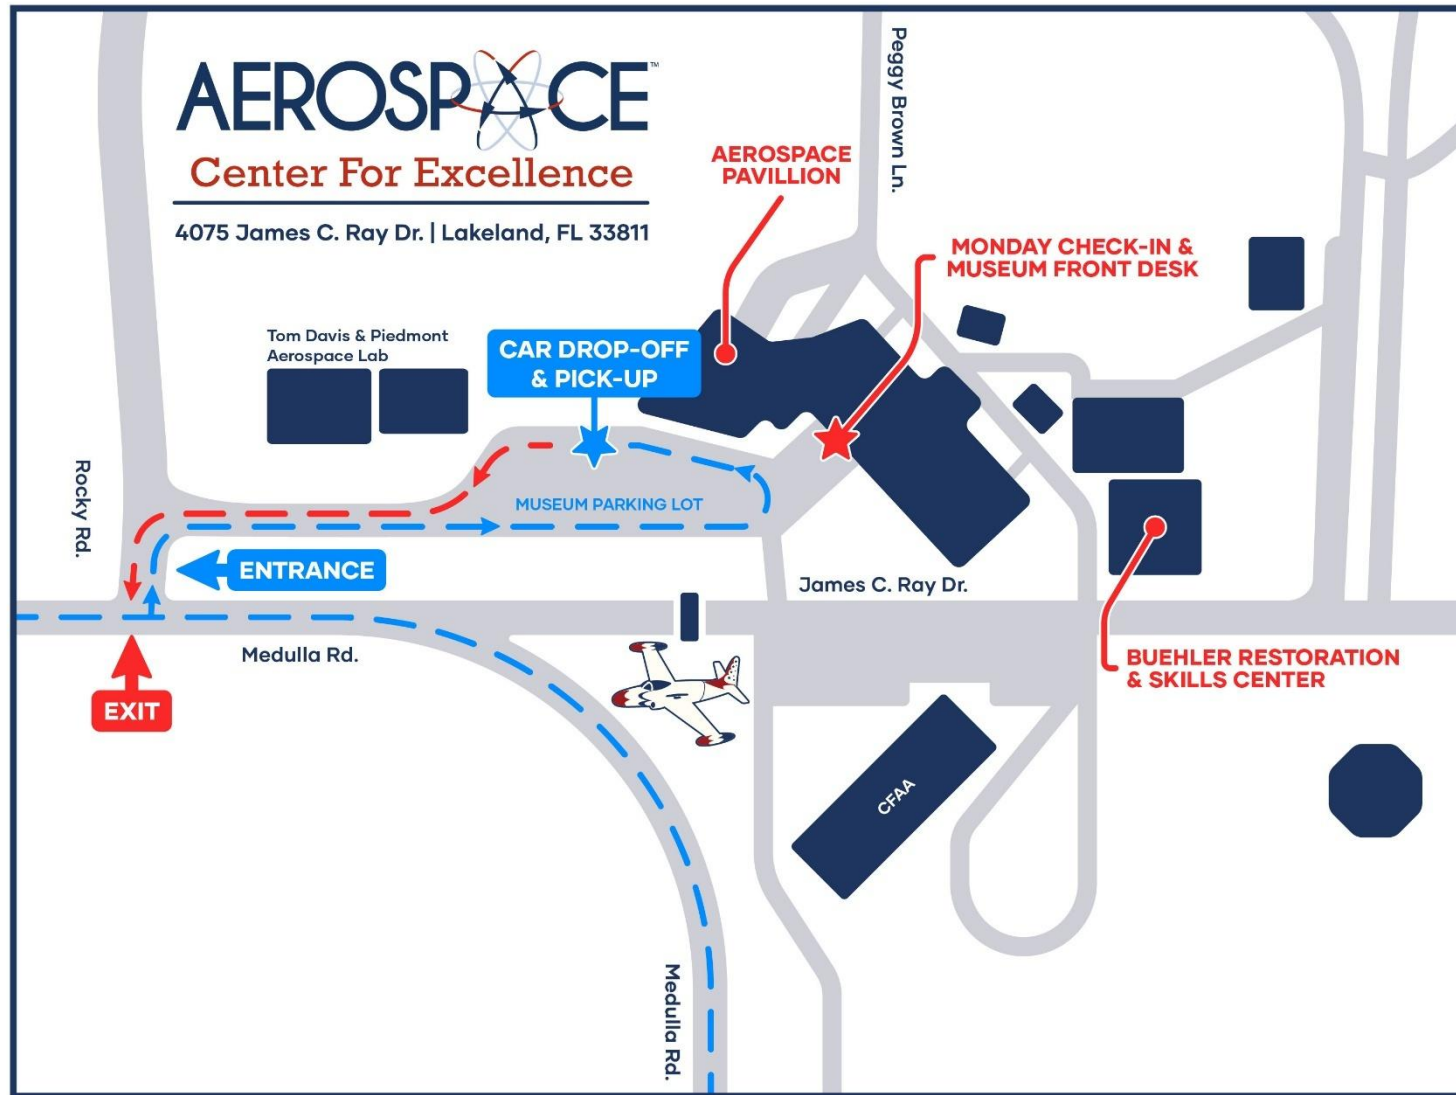 AEROSPACE™
Center For Excellence
4075 James C. Ray Dr. | Lakeland, FL 33811
Peggy Brown Ln.
AEROSPACE
PAVILLION
MONDAY CHECK-IN &
MUSEUM FRONT DESK
Tom Davis & Piedmont
Aerospace Lab
CAR DROP-OFF
& PICK-UP
Rocky Rd.
MUSEUM PARKING LOT
ENTRANCE
James C. Ray Dr.
Medulla Rd.
EXIT
BUEHLER RESTORATION
& SKILLS CENTER
CFAA
Medulla Rd.